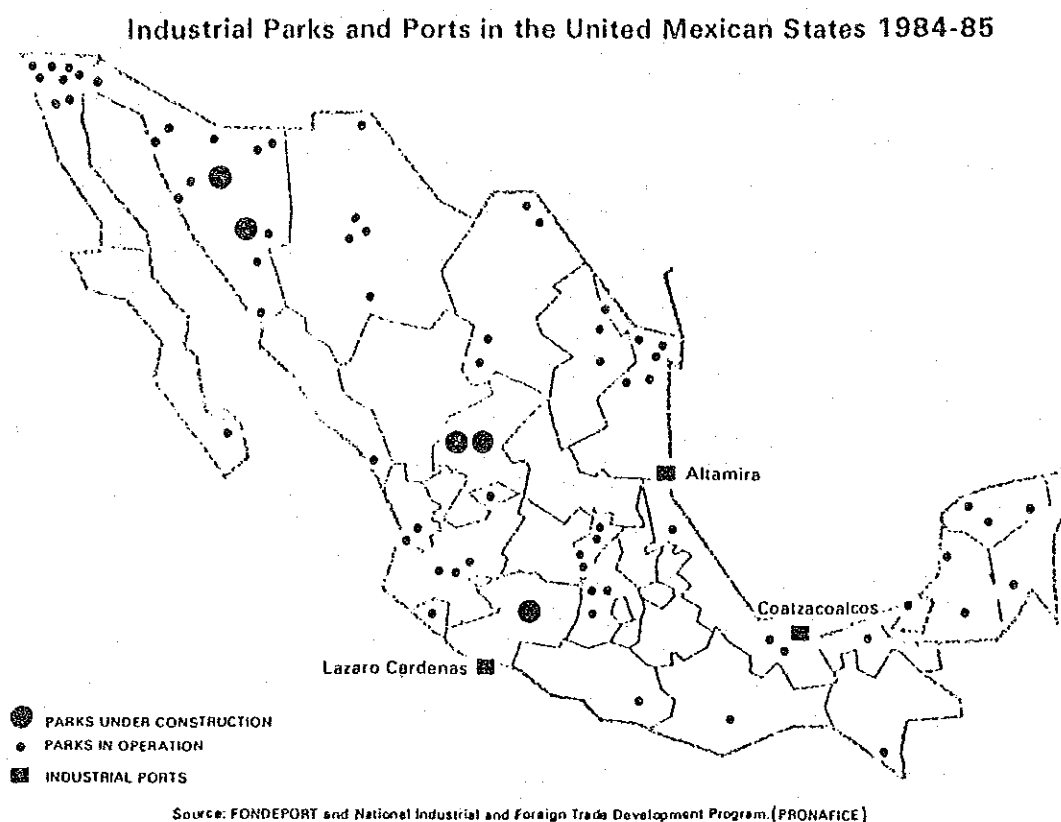 Industrial Parks and Ports in the United Mexican States 1984-85
Altamira
Coatzacoalcos
Lazaro Cardenas
PARKS UNDER CONSTRUCTION
PARKS IN OPERATION
INDUSTRIAL PORTS
Source: FONDEPORT and National Industrial and Foreign Trade Development Program.(PRONAFICE)